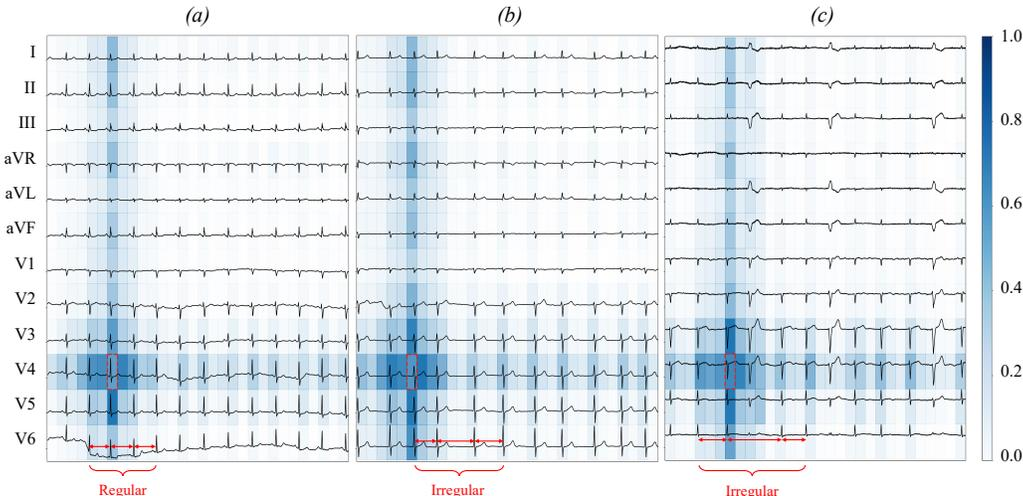 (a) (b) (c)
I
II
III
aVR
aVL
aVF
V1
V2
V3
V4
V5
V6
1.0
0.8
0.6
0.4
0.2
0.0
Regular Irregular Irregular